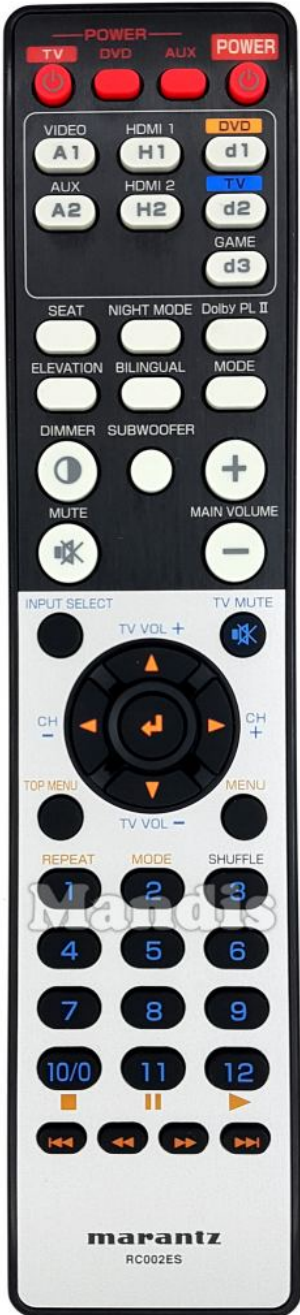 POWER
TV DVD AUX POWER
VIDEO HDMI 1 DVD
A1 H1 d1
AUX HDMI 2 TV
A2 H2 d2
GAME
d3
SEAT NIGHT MODE Dolby PL II
ELEVATION BILINGUAL MODE
DIMMER SUBWOOFER
+
MUTE MAIN VOLUME
−
INPUT SELECT TV MUTE
TV VOL +
CH − CH +
TOP MENU MENU
TV VOL −
REPEAT MODE SHUFFLE
1 2 3
Mandis
4 5 6
7 8 9
10/0 11 12
marantz
RC002ES